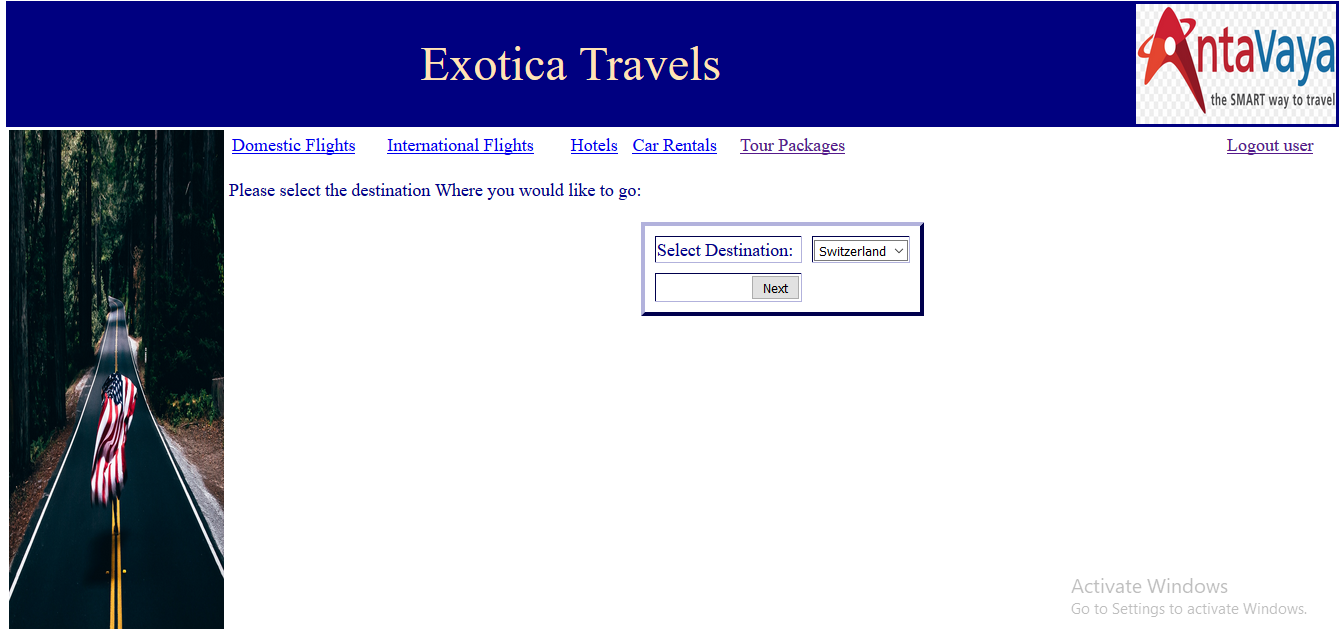 Exotica Travels
AntaVaya
the SMART way to travel
Domestic Flights International Flights Hotels Car Rentals Tour Packages Logout user
Please select the destination Where you would like to go:
Select Destination: Switzerland
Next
Activate Windows
Go to Settings to activate Windows.